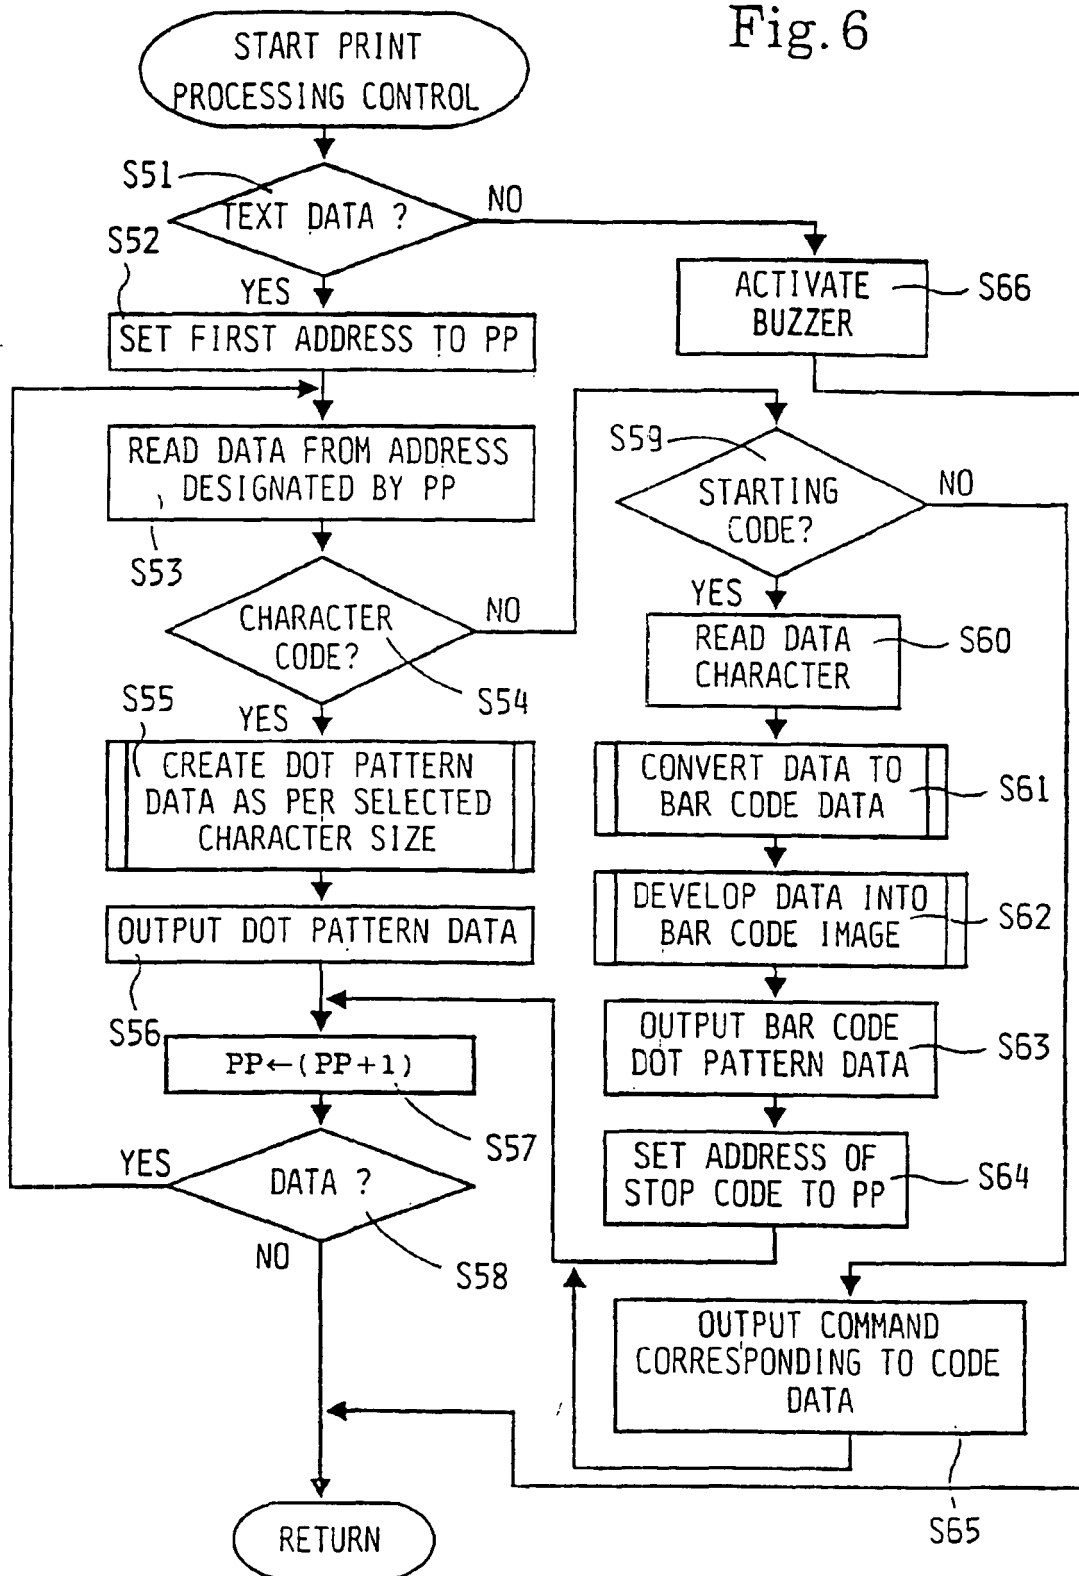 Fig. 6
START PRINT
PROCESSING CONTROL
S51
TEXT DATA ?
NO
S52
YES
SET FIRST ADDRESS TO PP
ACTIVATE
BUZZER
S66
READ DATA FROM ADDRESS
DESIGNATED BY PP
S53
CHARACTER
CODE?
NO
S54
S55
YES
CREATE DOT PATTERN
DATA AS PER SELECTED
CHARACTER SIZE
OUTPUT DOT PATTERN DATA
S56
PP←(PP+1)
S57
YES
DATA ?
NO
S58
RETURN
S59
STARTING
CODE?
NO
YES
READ DATA
CHARACTER
S60
CONVERT DATA TO
BAR CODE DATA
S61
DEVELOP DATA INTO
BAR CODE IMAGE
S62
OUTPUT BAR CODE
DOT PATTERN DATA
S63
SET ADDRESS OF
STOP CODE TO PP
S64
OUTPUT COMMAND
CORRESPONDING TO CODE
DATA
S65